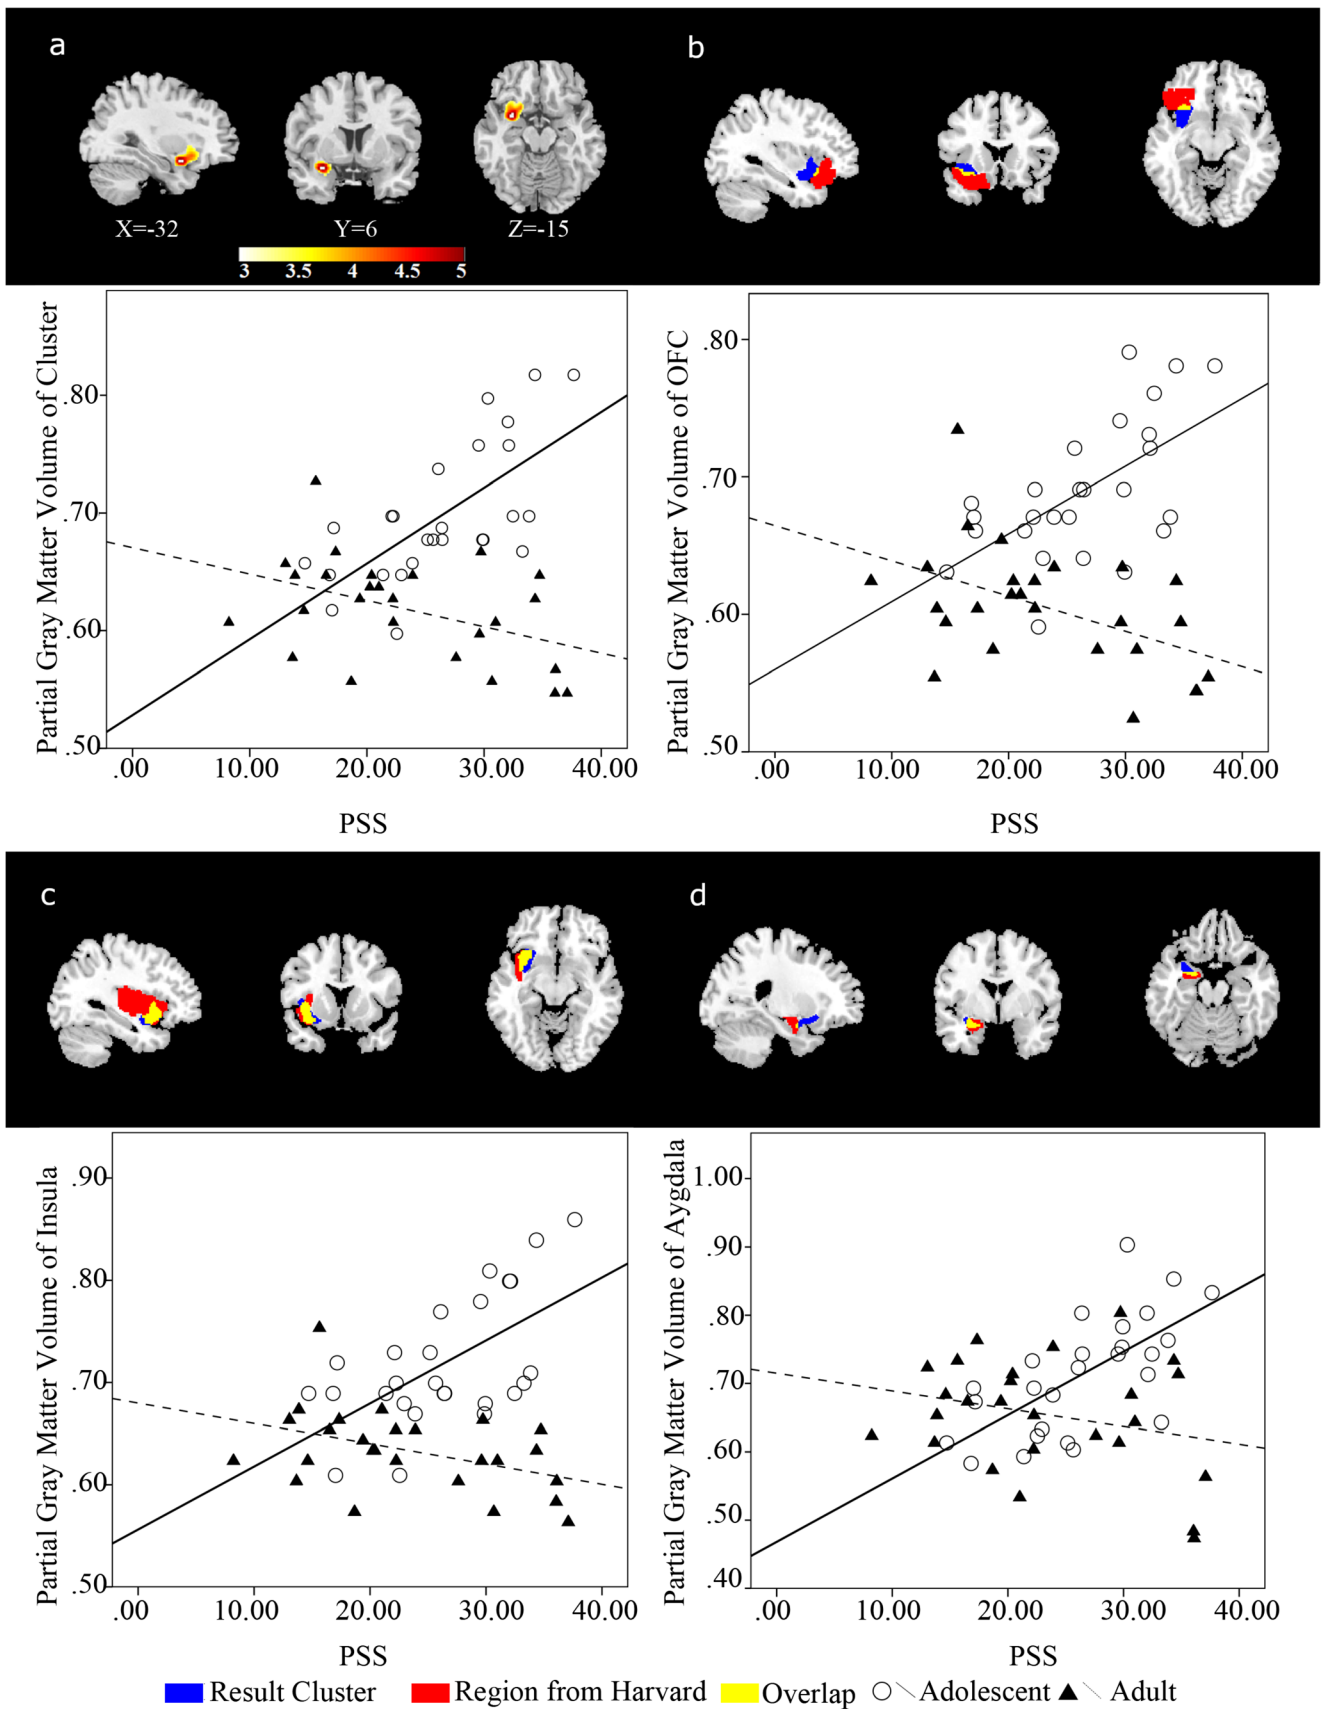 a
X=-32 Y=6 Z=-15
3 3.5 4 4.5 5
b
Partial Gray Matter Volume of Cluster
.80
.70
.60
.50
.00 10.00 20.00 30.00 40.00
PSS
Partial Gray Matter Volume of OFC
.80
.70
.60
.50
.00 10.00 20.00 30.00 40.00
PSS
c
d
Partial Gray Matter Volume of Insula
.90
.80
.70
.60
.50
.00 10.00 20.00 30.00 40.00
PSS
Partial Gray Matter Volume of Aygdala
1.00
.90
.80
.70
.60
.50
.40
.00 10.00 20.00 30.00 40.00
PSS
Result Cluster Region from Harvard Overlap Adolescent Adult